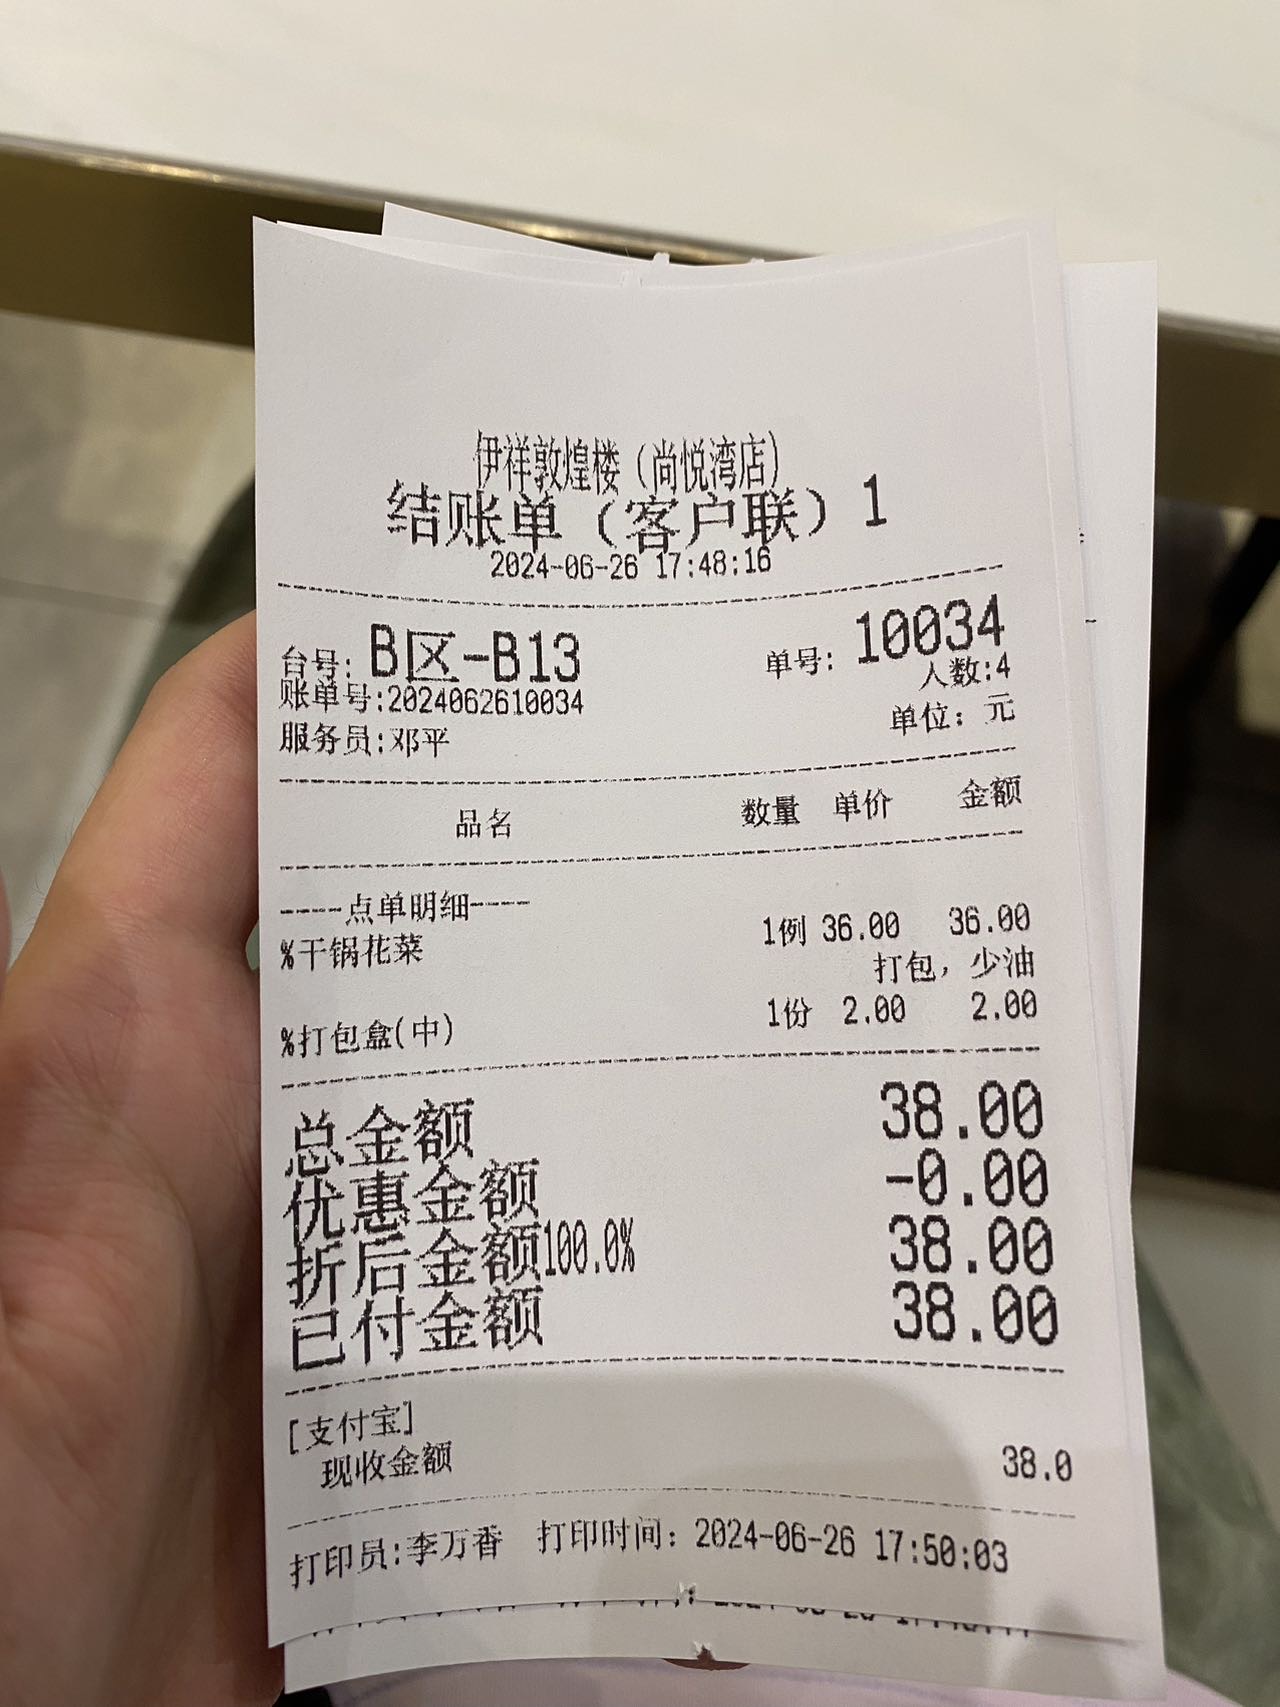 伊祥敦煌楼（尚悦湾店）
结账单（客户联）1
2024-06-26 17:48:16
台号: B区-B13 单号: 10034
人数:4
账单号:2024062610034
单位: 元
服务员:邓平
品名 数量 单价 金额
----点单明细----
%干锅花菜 1例 36.00 36.00
打包, 少油
%打包盒(中) 1份 2.00 2.00
总金额 38.00
优惠金额 -0.00
折后金额100.0% 38.00
已付金额 38.00
[支付宝]
现收金额 38.0
打印员:李万香 打印时间: 2024-06-26 17:50:03